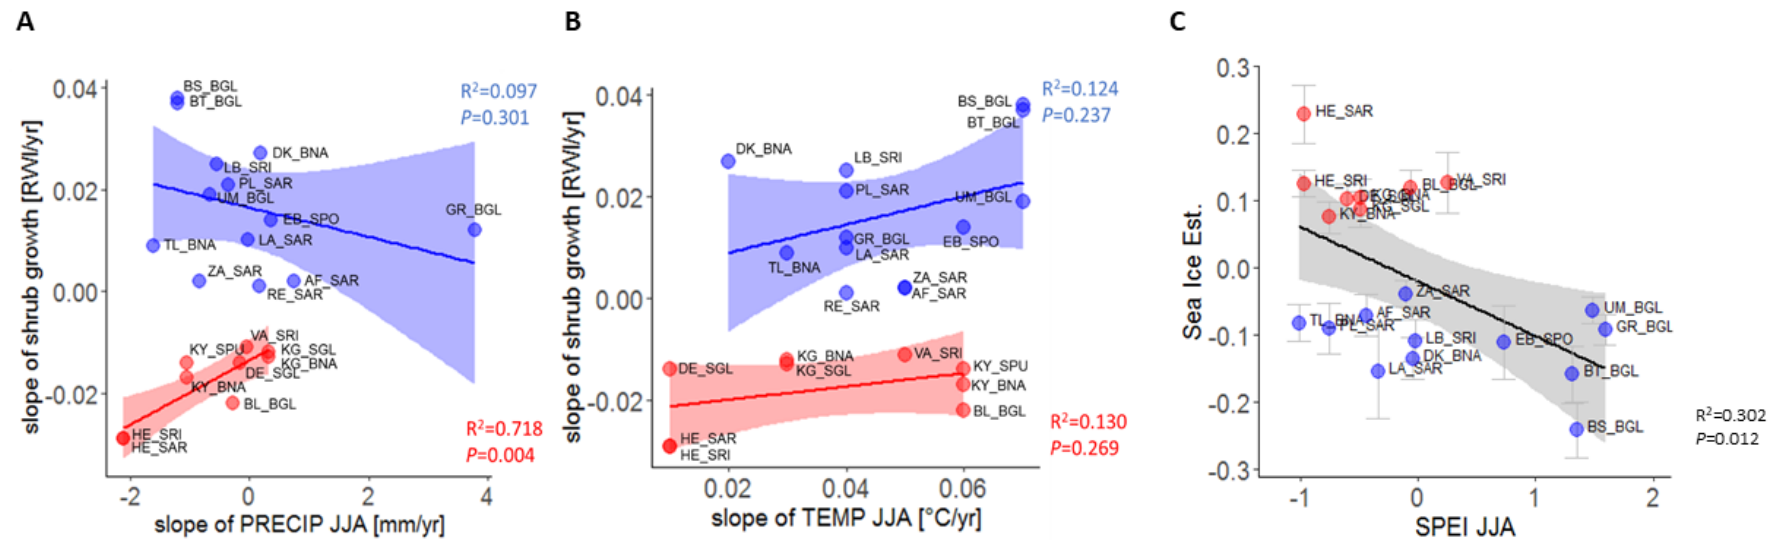 A
slope of shrub growth [RWI/yr]
0.04
0.02
0.00
-0.02
BS_BGL
BT_BGL
DK_BNA
LB_SRI
PL_SAR
UM_BGL
EB_SPO
GR_BGL
TL_BNA
LA_SAR
ZA_SAR
AF_SAR
RE_SAR
VA_SRI
KY_SPU
KG_SGL
KG_BNA
DE_SGL
KY_BNA
BL_BGL
HE_SRI
HE_SAR
R²=0.097
P=0.301
R²=0.718
P=0.004
-2 0 2 4
slope of PRECIP JJA [mm/yr]
B
slope of shrub growth [RWI/yr]
0.04
0.02
0.00
-0.02
BS_BGL
BT_BGL
DK_BNA
LB_SRI
PL_SAR
UM_BGL
GR_BGL
EB_SPO
LA_SAR
TL_BNA
ZA_SAR
AF_SAR
RE_SAR
VA_SRI
KG_BNA
DE_SGL
KG_SGL
KY_SPU
KY_BNA
BL_BGL
HE_SAR
HE_SRI
R²=0.124
P=0.237
R²=0.130
P=0.269
0.02 0.04 0.06
slope of TEMP JJA [°C/yr]
C
Sea Ice Est.
0.3
0.2
0.1
0.0
-0.1
-0.2
-0.3
HE_SAR
HE_SRI
BL_BGL
VA_SRI
KG_BNA
KG_SGL
KY_BNA
ZA_SAR
AF_SAR
TL_BNA
PL_SAR
UM_BGL
GR_BGL
LB_SRI
EB_SPO
DK_BNA
LA_SAR
BT_BGL
BS_BGL
R²=0.302
P=0.012
-1 0 1 2
SPEI JJA